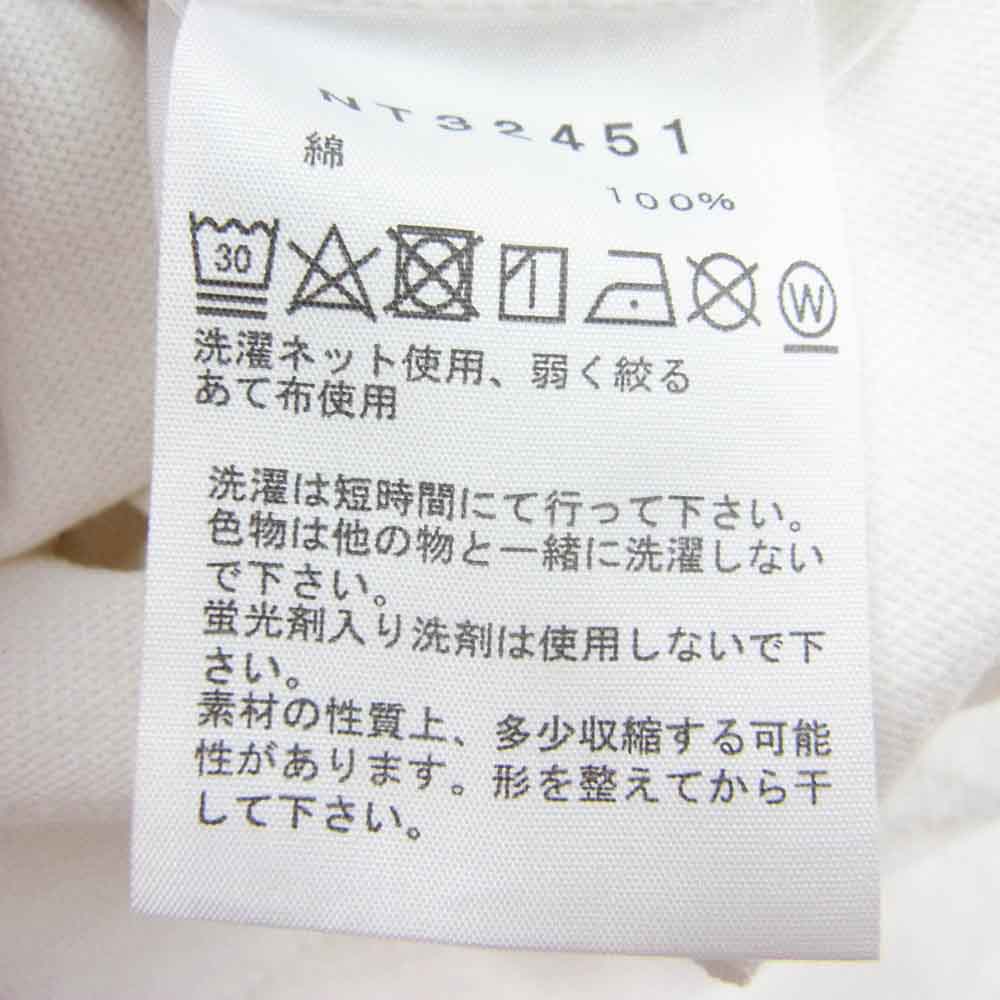 NT32451
綿
100%
30
W
洗濯ネット使用、弱く絞る
あて布使用
洗濯は短時間にて行って下さい。
色物は他の物と一緒に洗濯しない
で下さい。
蛍光剤入り洗剤は使用しないで下
さい。
素材の性質上、多少収縮する可能
性があります。形を整えてから干
して下さい。